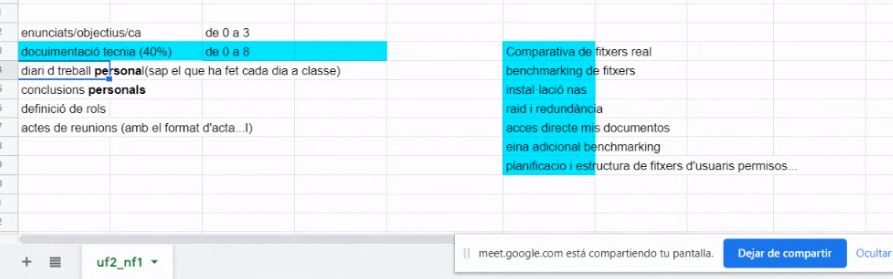 enunciats/objectius/ca de 0 a 3
docuimentació tecnia (40%) de 0 a 8 Comparativa de fitxers real
diari d treball personal(sap el que ha fet cada dia a classe) benchmarking de fitxers
conclusions personals instal·lació nas
definició de rols raid i redundància
actes de reunions (amb el format d'acta...l) acces directe mis documentos
eina adicional benchmarking
planificacio i estructura de fitxers d'usuaris permisos...
meet.google.com está compartiendo tu pantalla. Dejar de compartir Ocultar
uf2_nf1